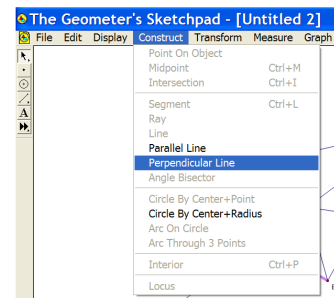 The Geometer's Sketchpad - [Untitled 2]
File Edit Display Construct Transform Measure Graph
Point On Object
Midpoint Ctrl+M
Intersection Ctrl+I
Segment Ctrl+L
Ray
Line
Parallel Line
Perpendicular Line
Angle Bisector
Circle By Center+Point
Circle By Center+Radius
Arc On Circle
Arc Through 3 Points
Interior Ctrl+P
Locus
A